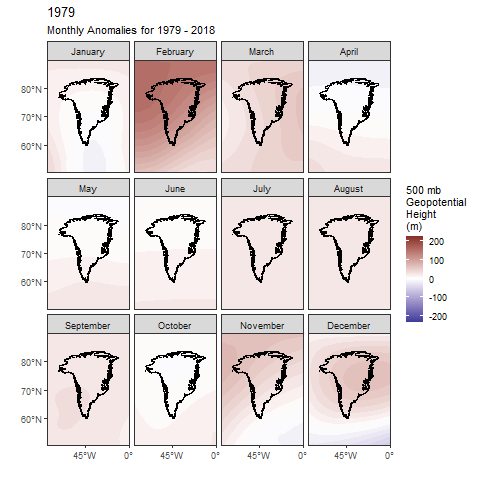 1979
Monthly Anomalies for 1979 - 2018
January February March April
80°N
70°N
60°N
May June July August
80°N
70°N
60°N
September October November December
80°N
70°N
60°N
45°W 0° 45°W 0° 45°W 0° 45°W 0°
500 mb
Geopotential
Height
(m)
200
100
0
-100
-200